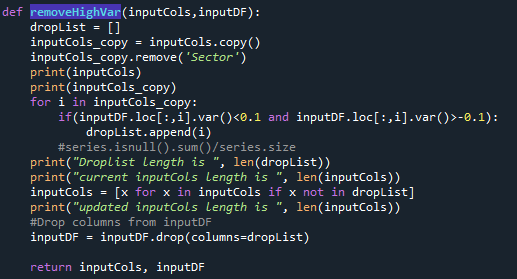 def removeHighVar(inputCols,inputDF):
    dropList = []
    inputCols_copy = inputCols.copy()
    inputCols_copy.remove('Sector')
    print(inputCols)
    print(inputCols_copy)
    for i in inputCols_copy:
        if(inputDF.loc[:,i].var()<0.1 and inputDF.loc[:,i].var()>-0.1):
            dropList.append(i)
        #series.isnull().sum()/series.size
    print("Droplist length is ", len(dropList))
    print("current inputCols length is ", len(inputCols))
    inputCols = [x for x in inputCols if x not in dropList]
    print("updated inputCols length is ", len(inputCols))
    #Drop columns from inputDF
    inputDF = inputDF.drop(columns=dropList)
    return inputCols, inputDF